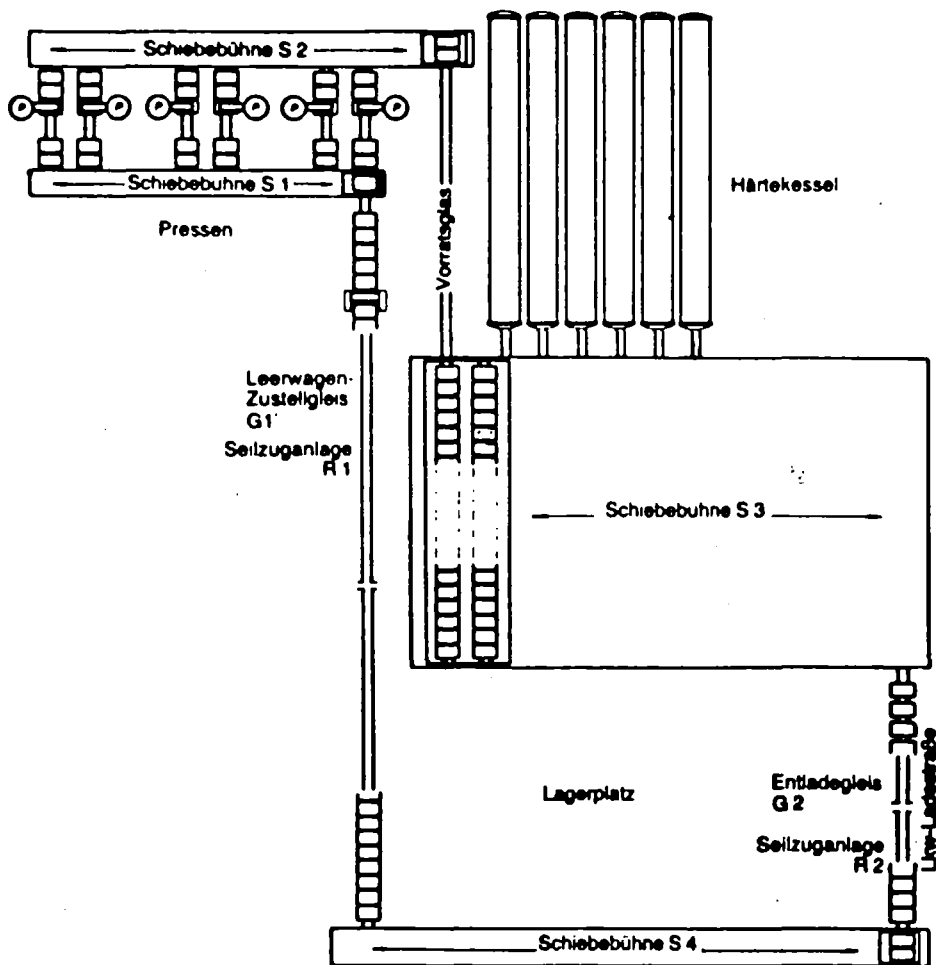 Schiebebühne S 2
P P P P P P
Schiebebuhne S 1
Pressen
Vorratsglas
Härtekessel
Leerwagen-
Zustellgleis
G1
Seilzuganlage
R 1
Schiebebuhne S 3
Lagerplatz
Entladegleis
G 2
Seilzuganlage
R 2
Lkw-Ladestraße
Schiebebühne S 4